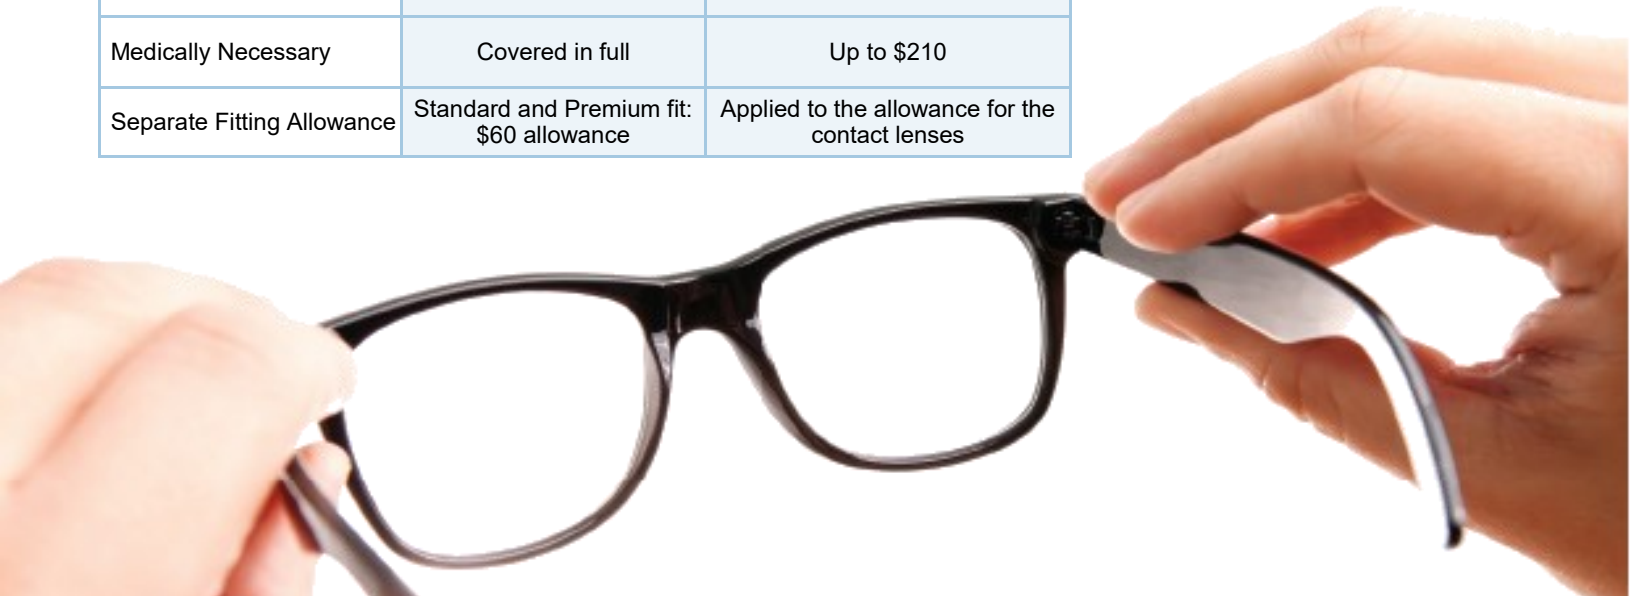 Medically Necessary
Covered in full
Up to $210
Separate Fitting Allowance
Standard and Premium fit:
$60 allowance
Applied to the allowance for the
contact lenses